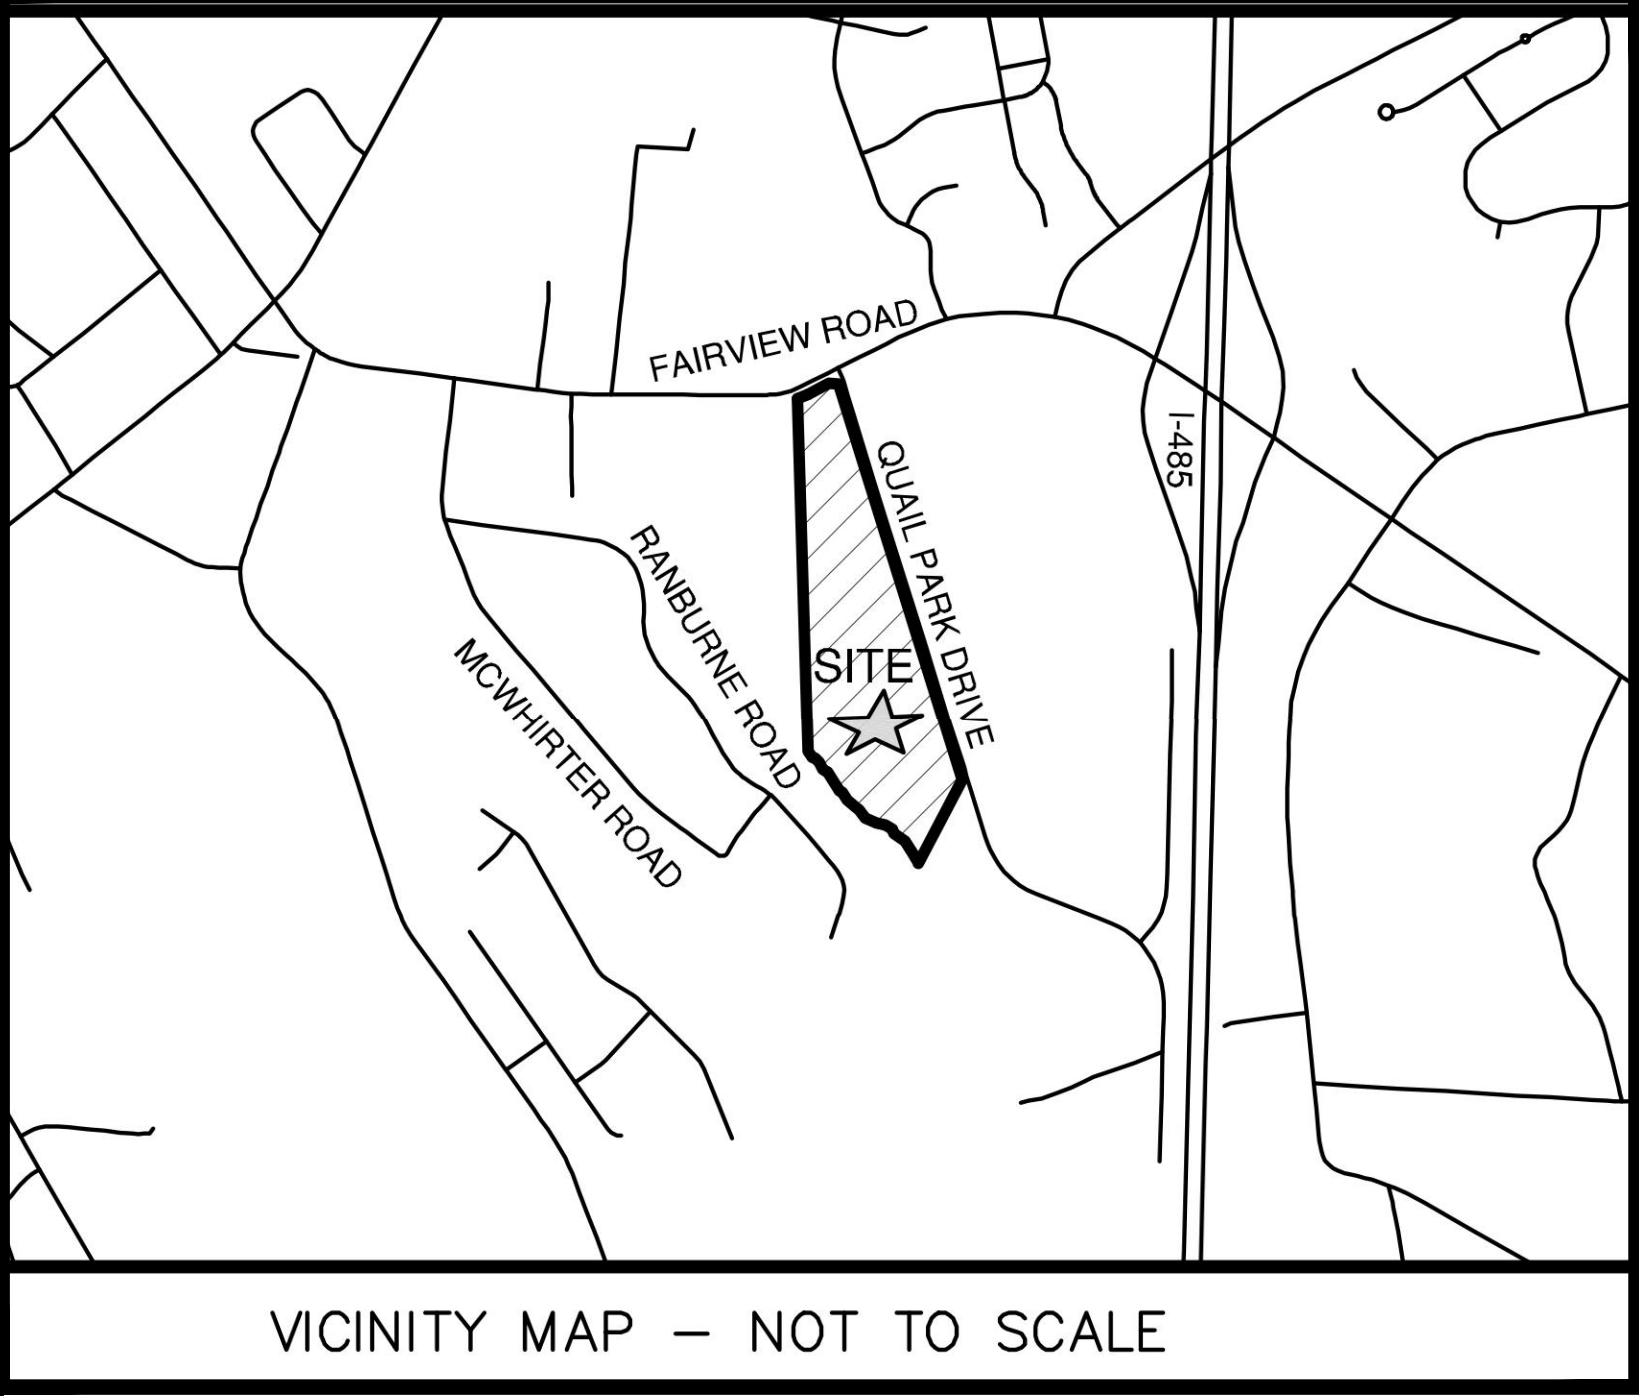 FAIRVIEW ROAD
I-485
QUAIL PARK DRIVE
RANBURNE ROAD
MCWHIRTER ROAD
SITE
VICINITY MAP – NOT TO SCALE